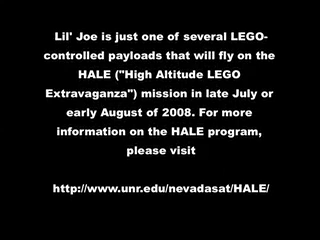 Lil' Joe is just one of several LEGO-
controlled payloads that will fly on the
HALE ("High Altitude LEGO
Extravaganza") mission in late July or
early August of 2008. For more
information on the HALE program,
please visit
http://www.unr.edu/nevadasat/HALE/